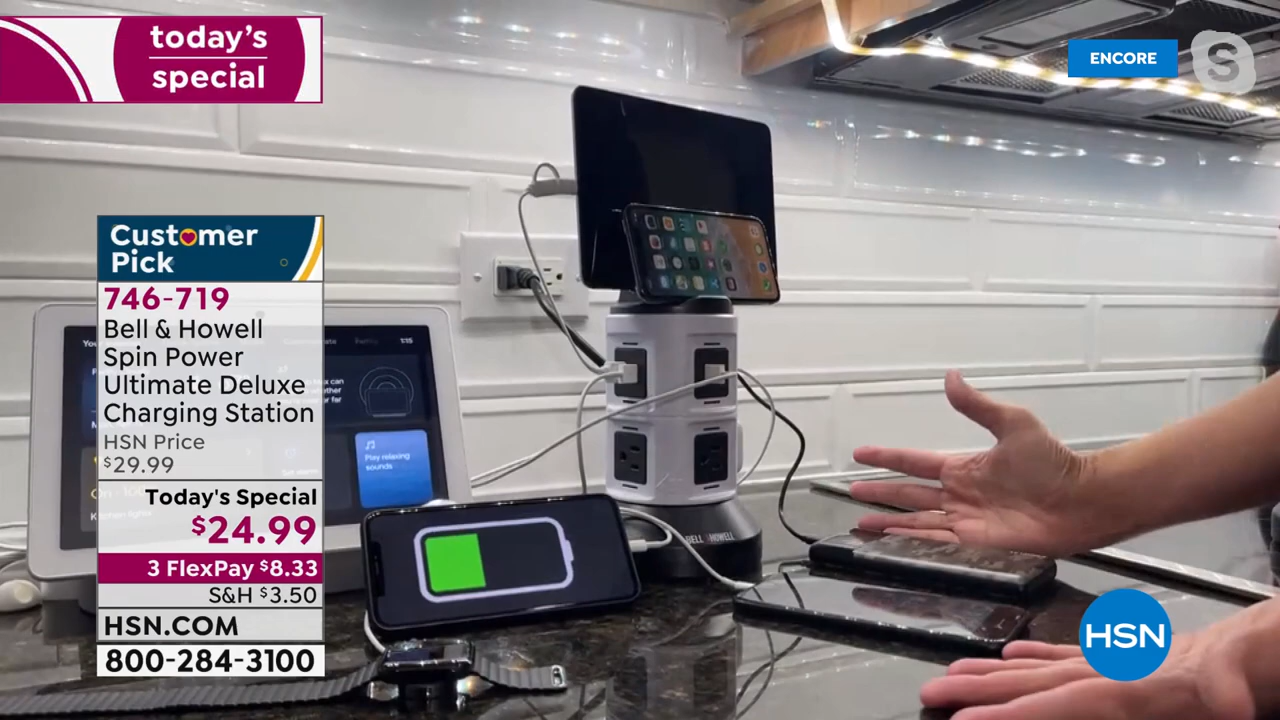 today's
special
ENCORE
S
Customer
Pick
746-719
Bell & Howell
Spin Power
Ultimate Deluxe
Charging Station
HSN Price
$29.99
Today's Special
$24.99
3 FlexPay $8.33
S&H $3.50
HSN.COM
800-284-3100
1:15
Play relaxing
sounds
BELL HOWELL
HSN